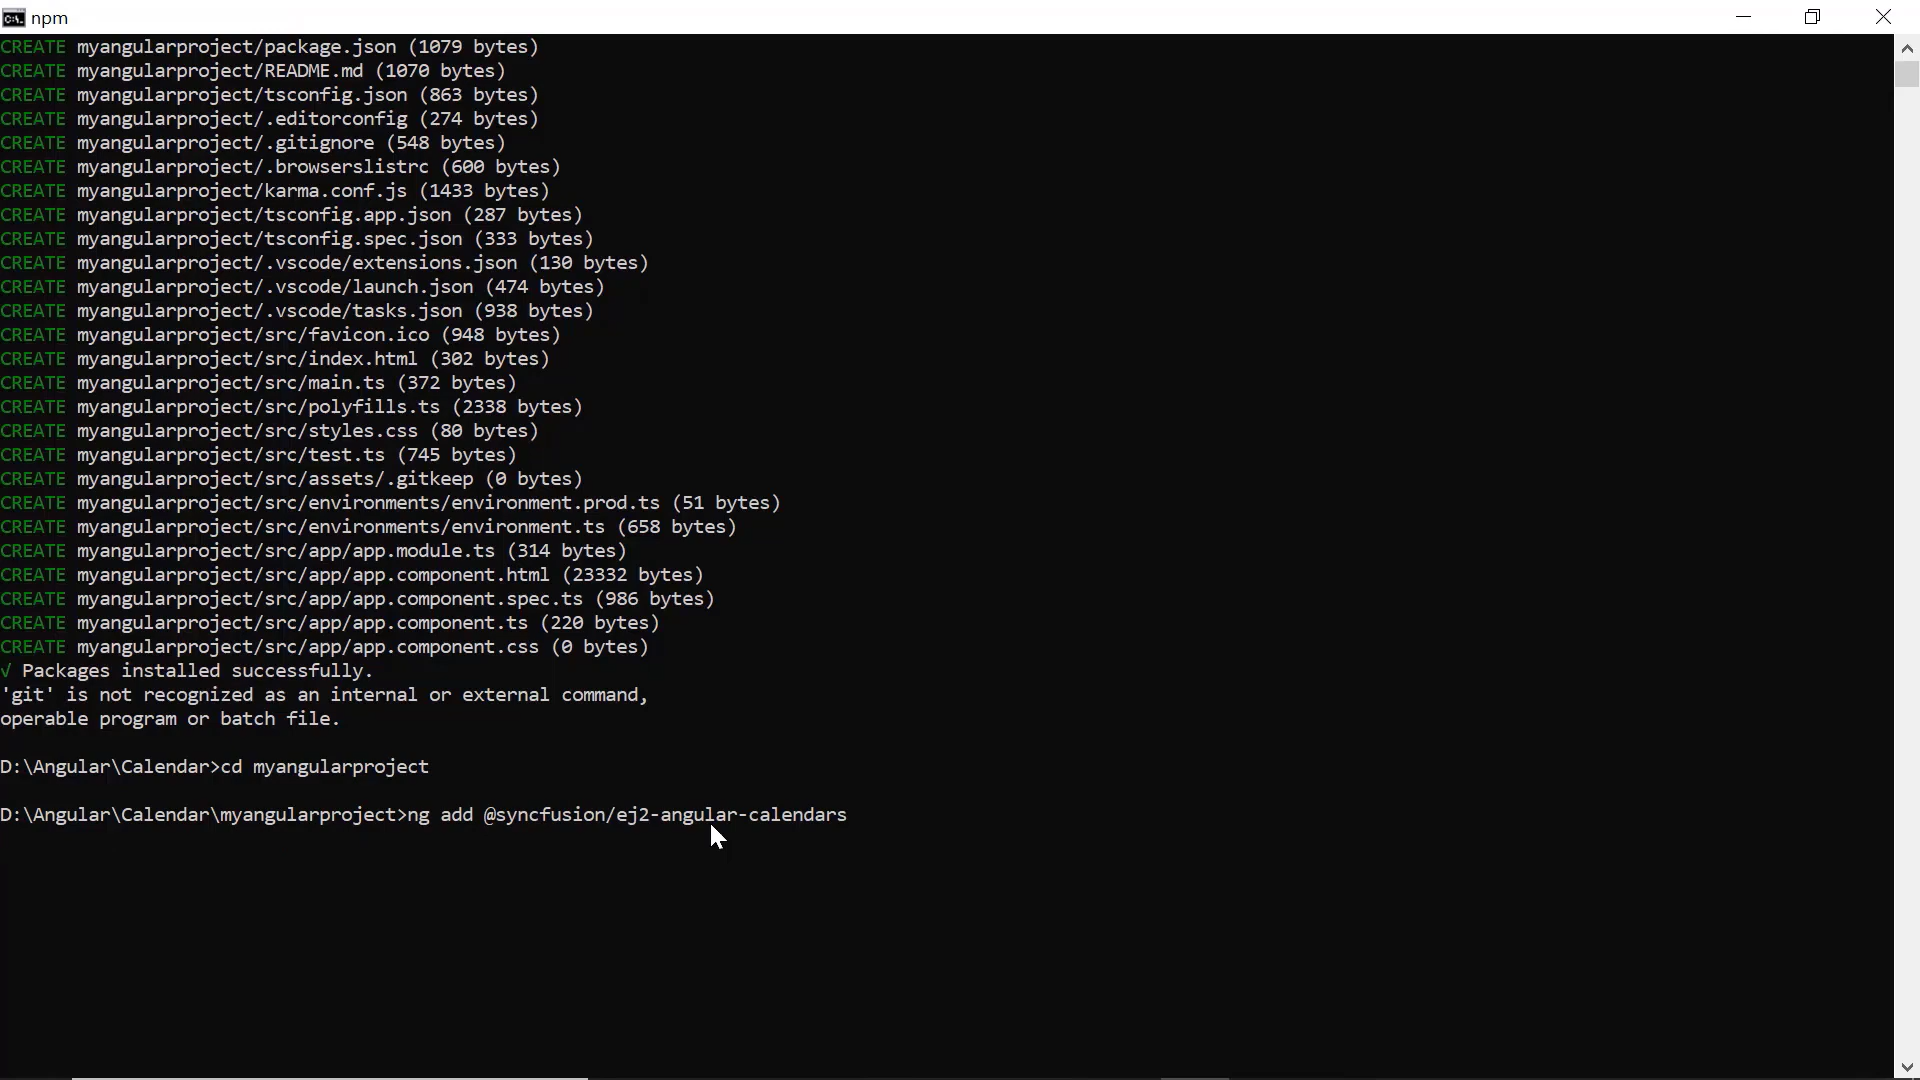 npm
CREATE myangularproject/package.json (1079 bytes)
CREATE myangularproject/README.md (1070 bytes)
CREATE myangularproject/tsconfig.json (863 bytes)
CREATE myangularproject/.editorconfig (274 bytes)
CREATE myangularproject/.gitignore (548 bytes)
CREATE myangularproject/.browserslistrc (600 bytes)
CREATE myangularproject/karma.conf.js (1433 bytes)
CREATE myangularproject/tsconfig.app.json (287 bytes)
CREATE myangularproject/tsconfig.spec.json (333 bytes)
CREATE myangularproject/.vscode/extensions.json (130 bytes)
CREATE myangularproject/.vscode/launch.json (474 bytes)
CREATE myangularproject/.vscode/tasks.json (938 bytes)
CREATE myangularproject/src/favicon.ico (948 bytes)
CREATE myangularproject/src/index.html (302 bytes)
CREATE myangularproject/src/main.ts (372 bytes)
CREATE myangularproject/src/polyfills.ts (2338 bytes)
CREATE myangularproject/src/styles.css (80 bytes)
CREATE myangularproject/src/test.ts (745 bytes)
CREATE myangularproject/src/assets/.gitkeep (0 bytes)
CREATE myangularproject/src/environments/environment.prod.ts (51 bytes)
CREATE myangularproject/src/environments/environment.ts (658 bytes)
CREATE myangularproject/src/app/app.module.ts (314 bytes)
CREATE myangularproject/src/app/app.component.html (23332 bytes)
CREATE myangularproject/src/app/app.component.spec.ts (986 bytes)
CREATE myangularproject/src/app/app.component.ts (220 bytes)
CREATE myangularproject/src/app/app.component.css (0 bytes)
√ Packages installed successfully.
'git' is not recognized as an internal or external command,
operable program or batch file.
D:\Angular\Calendar>cd myangularproject
D:\Angular\Calendar\myangularproject>ng add @syncfusion/ej2-angular-calendars